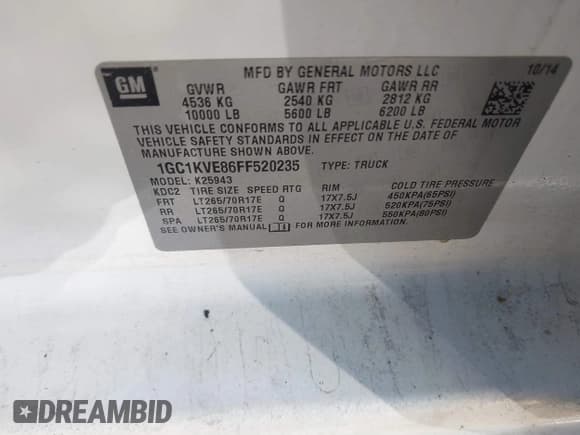 GM
MFD BY GENERAL MOTORS LLC 10/14
GVWR GAWR FRT GAWR RR
4536 KG 2540 KG 2812 KG
10000 LB 5600 LB 6200 LB
THIS VEHICLE CONFORMS TO ALL APPLICABLE U.S. FEDERAL MOTOR
VEHICLE SAFETY STANDARDS IN EFFECT ON THE DATE OF
MANUFACTURE SHOWN ABOVE.
1GC1KVE86FF520235 TYPE: TRUCK
MODEL: K25943
KDC2 TIRE SIZE SPEED RTG RIM COLD TIRE PRESSURE
FRT LT265/70R17E Q 17X7.5J 450KPA(65PSI)
RR LT265/70R17E Q 17X7.5J 520KPA(75PSI)
SPA LT265/70R17E Q 17X7.5J 550KPA(80PSI)
SEE OWNER'S MANUAL FOR MORE INFORMATION.
DREAMBID